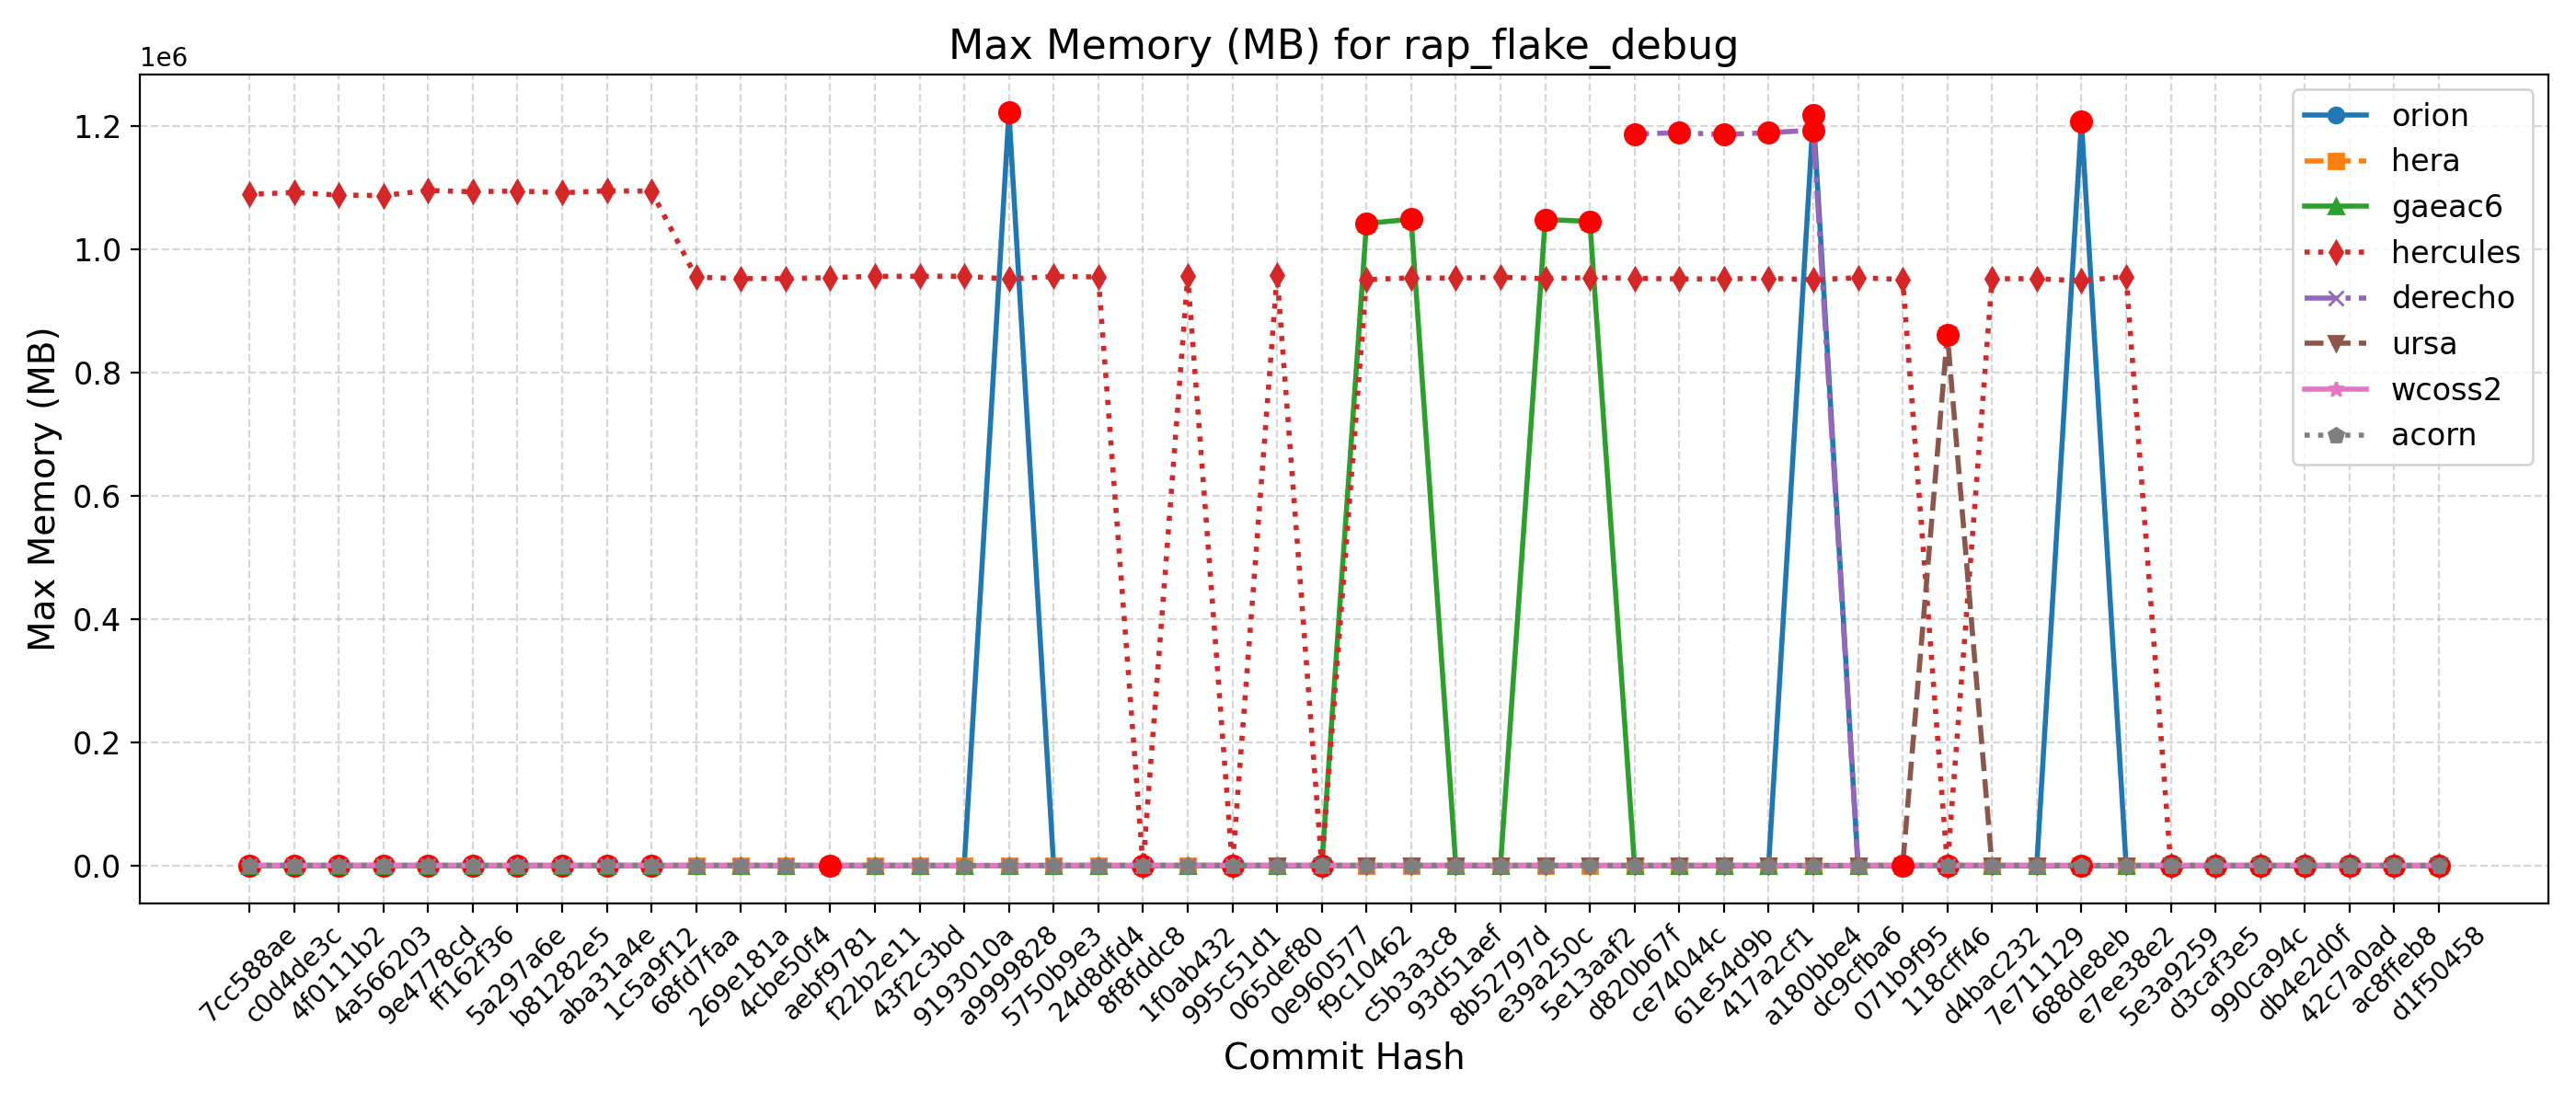 Max Memory (MB) for rap_flake_debug
1e6
1.2
1.0
0.8
0.6
0.4
0.2
0.0
Max Memory (MB)
orion
hera
gaeac6
hercules
derecho
ursa
wcoss2
acorn
7cc588ae
c0d4de3c
4f0111b2
4a566203
9e4778cd
ff162f36
5a297a6e
b81282e5
aba31a4e
1c5a9f12
68fd7faa
269e181a
4cbe50f4
aebf9781
f22b2e11
43f2c3bd
9193010a
a9999828
5750b9e3
24d8dfd4
8f8fddc8
1f0ab432
995c51d1
065def80
0e960577
f9c10462
c5b3a3c8
93d51aef
8b52797d
e39a250c
5e13aaf2
d820b67f
ce74044c
61e54d9b
417a2cf1
a180bbe4
dc9cfba6
071b9f95
118cff46
d4bac232
7e711129
688de8eb
e7ee38e2
5e3a9259
d3caf3e5
990ca94c
db4e2d0f
42c7a0ad
ac8ffeb8
d1f50458
Commit Hash